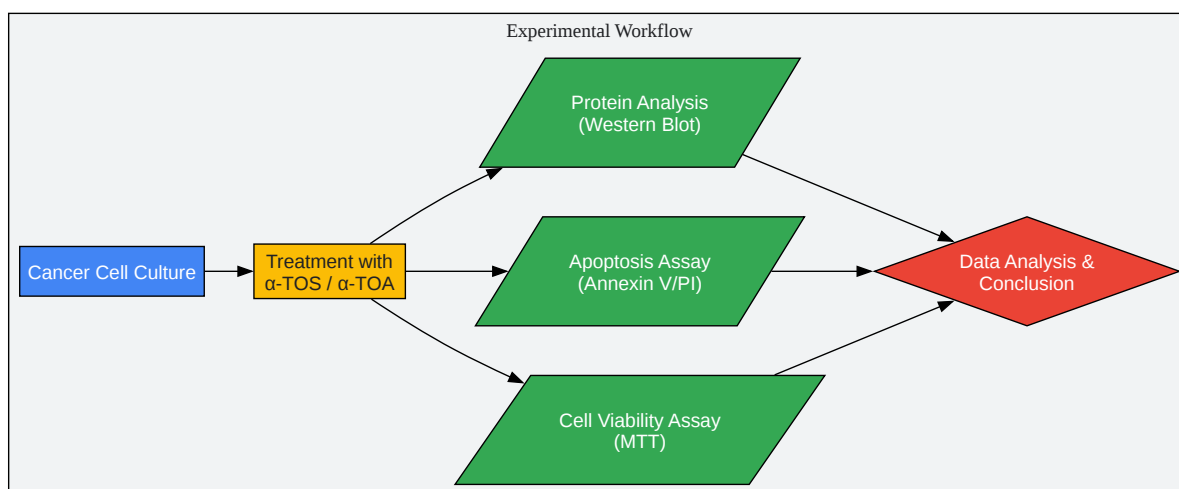 Experimental Workflow
Protein Analysis
(Western Blot)
Cancer Cell Culture
Treatment with
α-TOS / α-TOA
Apoptosis Assay
(Annexin V/PI)
Data Analysis &
Conclusion
Cell Viability Assay
(MTT)